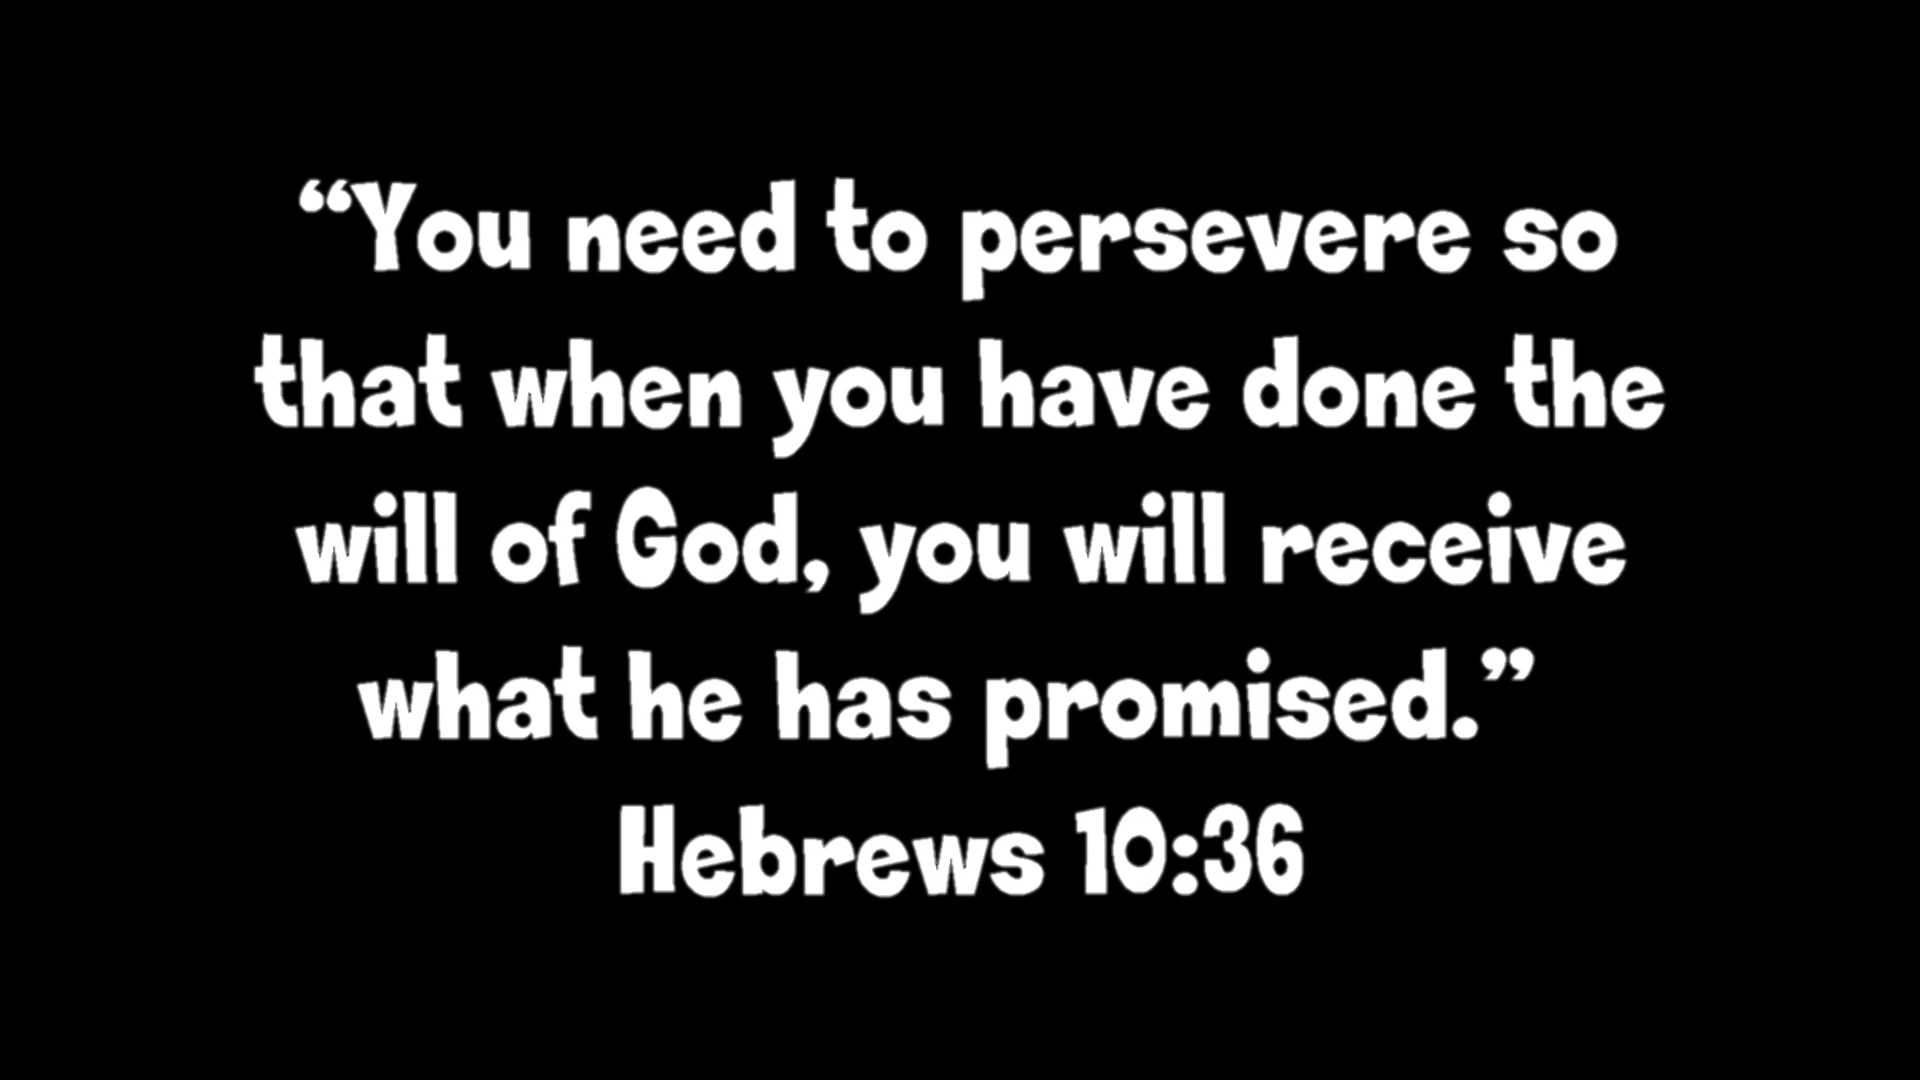 “You need to persevere so
that when you have done the
will of God, you will receive
what he has promised.”
Hebrews 10:36